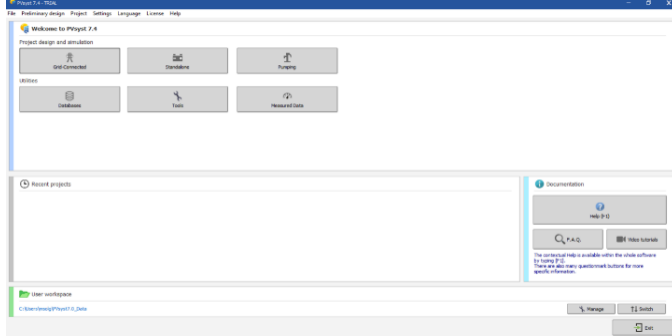 PVsyst 7.4 - TRIAL
File Preliminary design Project Settings Language License Help
Welcome to PVsyst 7.4
Project design and simulation
Grid-Connected
Standalone
Pumping
Utilities
Databases
Tools
Measured Data
Recent projects
Documentation
Help (F1)
F.A.Q.
Video tutorials
The contextual Help is available within the whole software
by typing [F1].
There are also many questionmark buttons for more
specific information.
User workspace
Manage
Switch
Exit